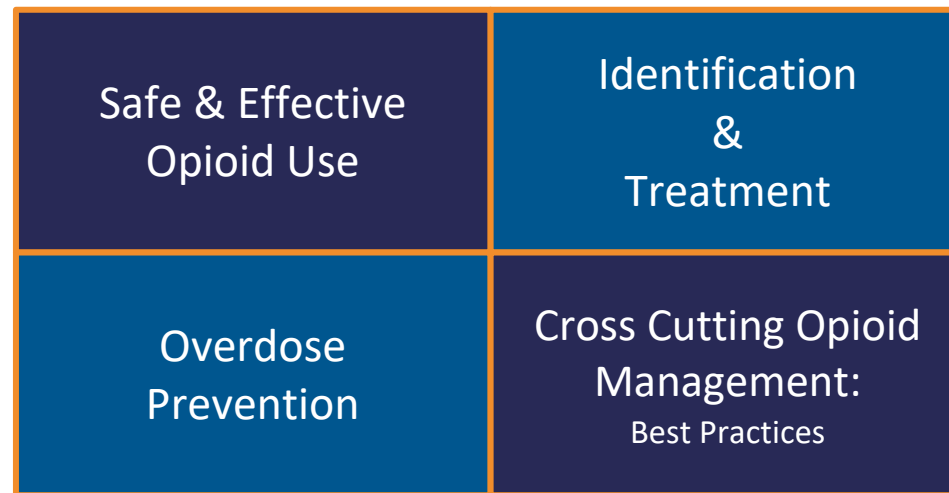 Safe & Effective
Opioid Use
Identification
&
Treatment
Overdose
Prevention
Cross Cutting Opioid
Management:
Best Practices